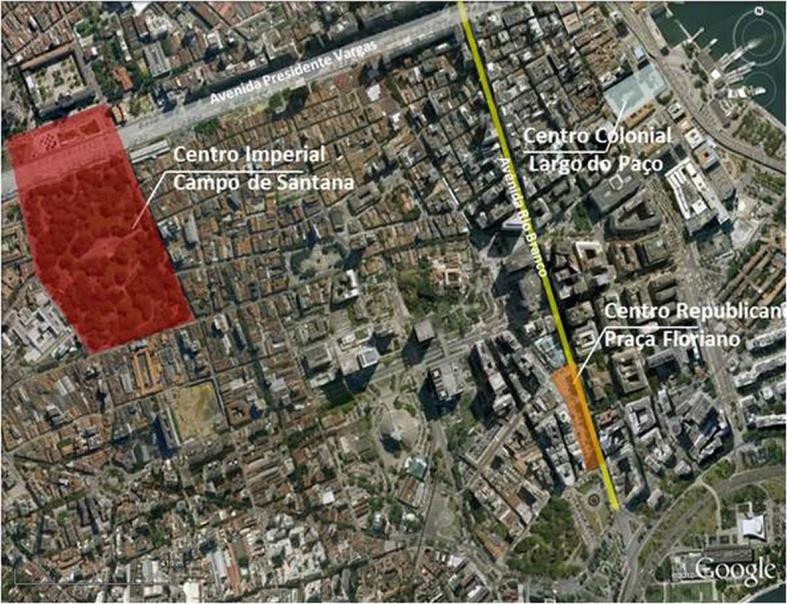 Avenida Presidente Vargas
Centro Imperial
Campo de Santana
Centro Colonial
Largo do Paço
Avenida Rio Branco
Centro Republican
Praça Floriano
N
Google